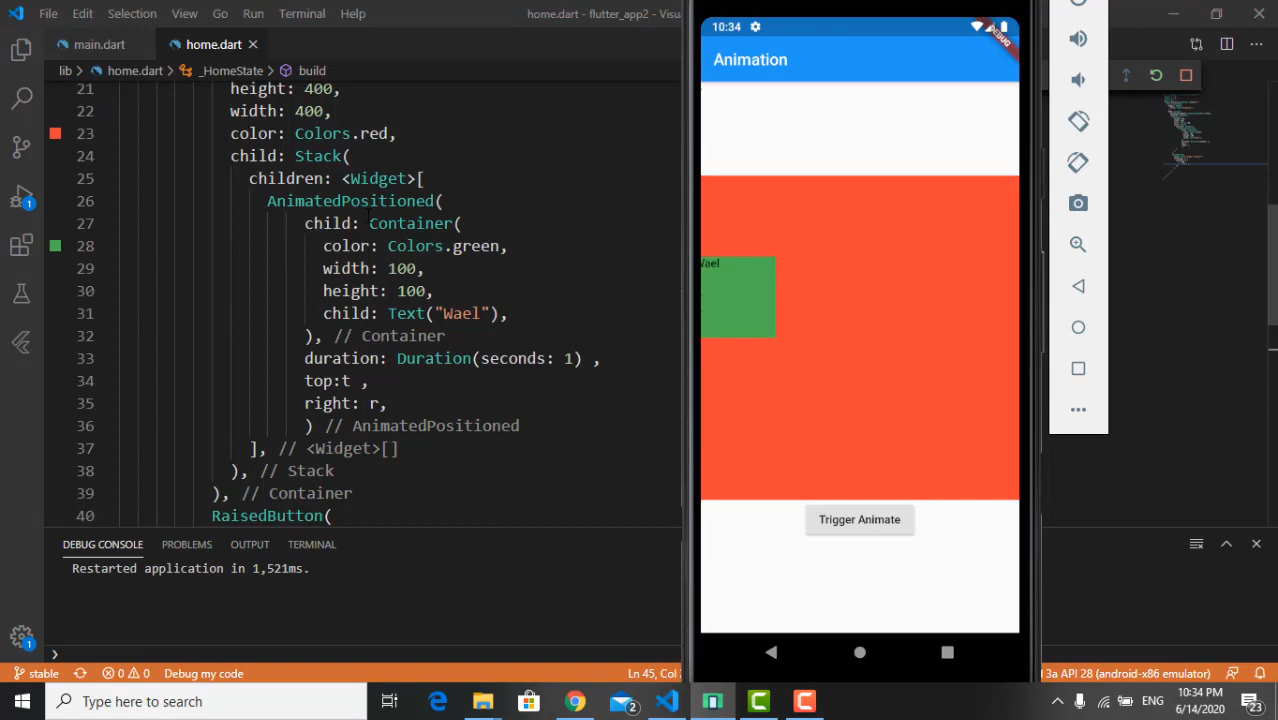 File Edit Selection View Go Run Terminal Help
home.dart - flutter_app2 - Visu
main.dart
home.dart
lib
home.dart
_HomeState
build
21 height: 400,
22 width: 400,
23 color: Colors.red,
24 child: Stack(
25 children: <Widget>[
26 AnimatedPositioned(
27 child: Container(
28 color: Colors.green,
29 width: 100,
30 height: 100,
31 child: Text("Wael"),
32 ), // Container
33 duration: Duration(seconds: 1) ,
34 top:t ,
35 right: r,
36 ) // AnimatedPositioned
37 ], // <Widget>[]
38 ), // Stack
39 ), // Container
40 RaisedButton(
DEBUG CONSOLE PROBLEMS OUTPUT TERMINAL
Restarted application in 1,521ms.
1
1
stable
0
0
Debug my code
Ln 45, Col
10:34
DEBUG
Animation
Wael
Trigger Animate
3a API 28 (android-x86 emulator)
Type here to search
2
ENG
10:34 PM
6/14/2020
23